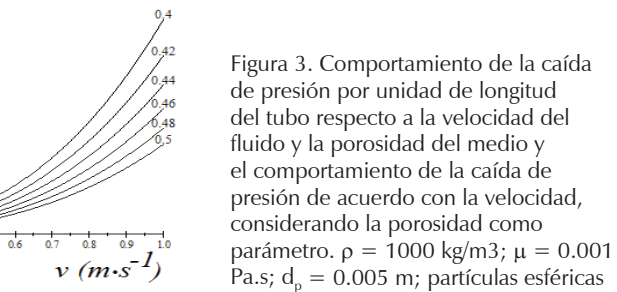 0.4
0.42
0.44
0.46
0.48
0.5
0.6 0.7 0.8 0.9 1.0
v (m·s⁻¹)
Figura 3. Comportamiento de la caída
de presión por unidad de longitud
del tubo respecto a la velocidad del
fluido y la porosidad del medio y
el comportamiento de la caída de
presión de acuerdo con la velocidad,
considerando la porosidad como
parámetro. ρ = 1000 kg/m3; μ = 0.001
Pa.s; dₚ = 0.005 m; partículas esféricas